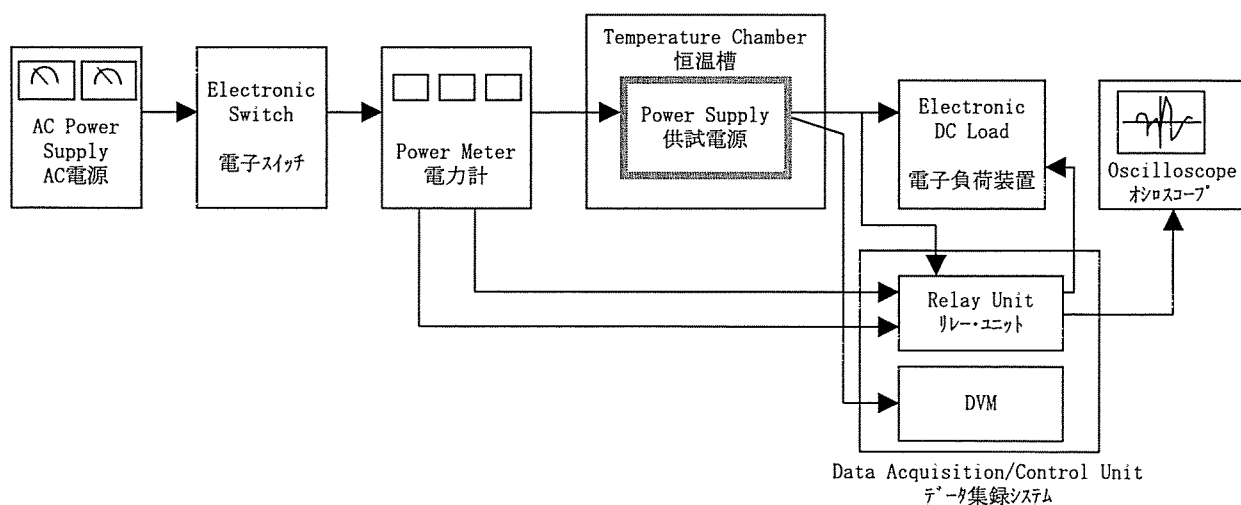 AC Power
Supply
AC電源
Electronic
Switch
電子スイッチ
Power Meter
電力計
Temperature Chamber
恒温槽
Power Supply
供試電源
Electronic
DC Load
電子負荷装置
Oscilloscope
オシロスコープ
Relay Unit
リレー・ユニット
DVM
Data Acquisition/Control Unit
データ集録システム